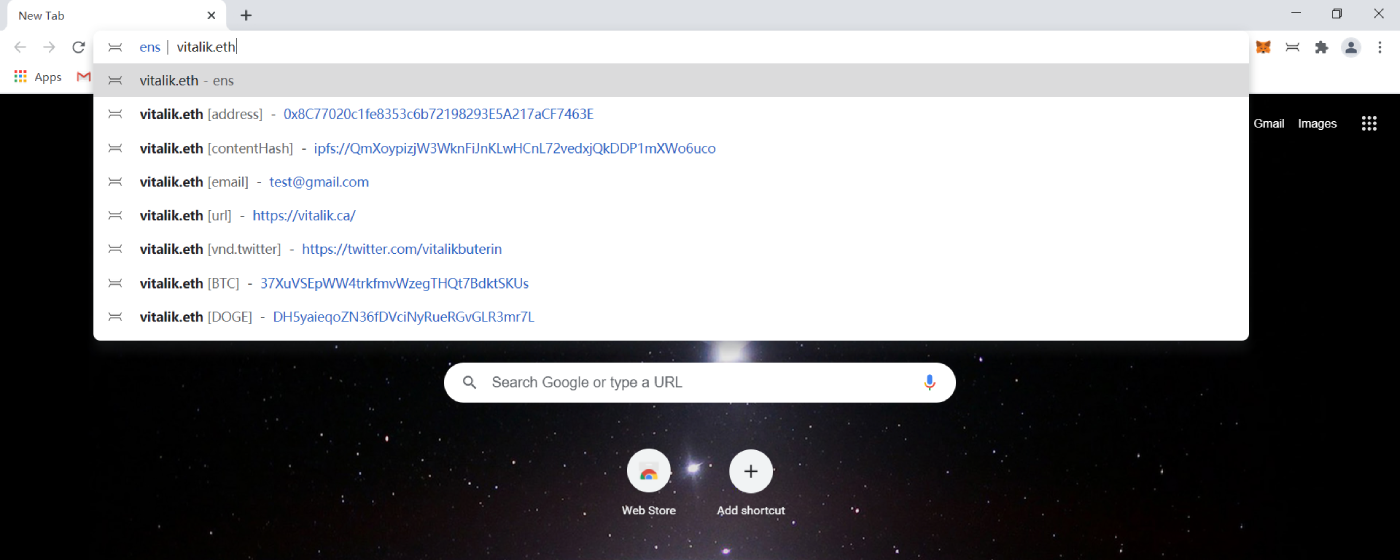 New Tab
ens | vitalik.eth
vitalik.eth - ens
Apps
vitalik.eth [address] - 0x8C77020c1fe8353c6b72198293E5A217aCF7463E
Gmail Images
vitalik.eth [contentHash] - ipfs://QmXoypizjW3WknFiJnKLwHCnL72vedxjQkDDP1mXWo6uco
vitalik.eth [email] - test@gmail.com
vitalik.eth [url] - https://vitalik.ca/
vitalik.eth [vnd.twitter] - https://twitter.com/vitalikbuterin
vitalik.eth [BTC] - 37XuVSEpWW4trkfmvWzegTHQt7BdktSKUs
vitalik.eth [DOGE] - DH5yaieqoZN36fDVciNyRueRGvGLR3mr7L
Search Google or type a URL
Web Store
Add shortcut